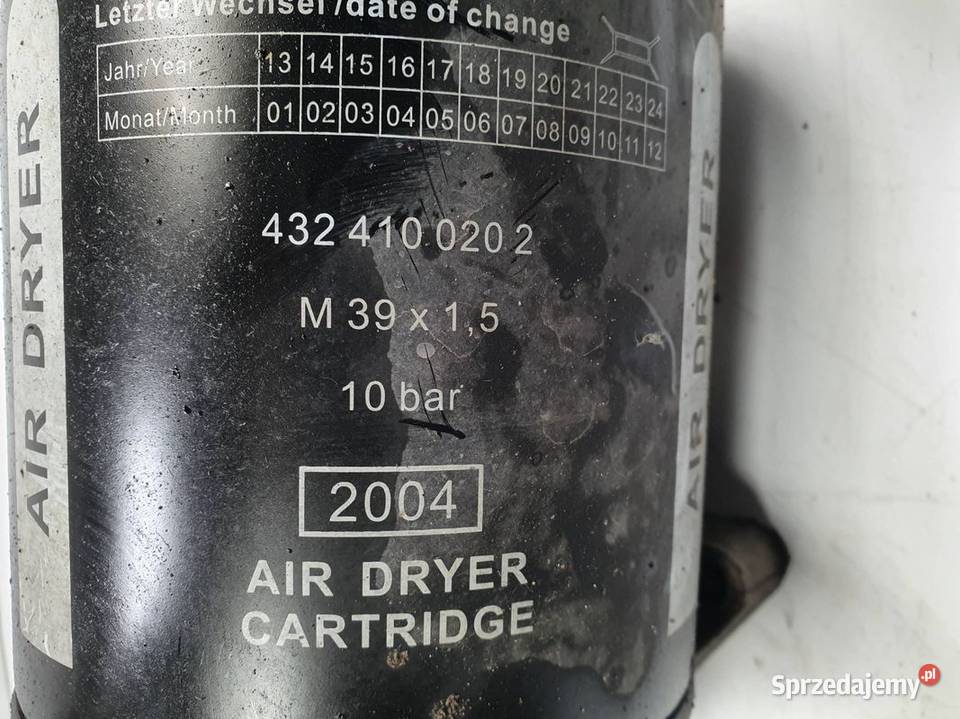 Letzter Wechsel /date of change
Jahr/Year 13 14 15 16 17 18 19 20 21 22 23 24
Monat/Month 01 02 03 04 05 06 07 08 09 10 11 12
432 410 020 2
M 39 x 1,5
10 bar
2004
AIR DRYER
CARTRIDGE
AIR DRYER
AIR DRYER
Sprzedajemy.pl